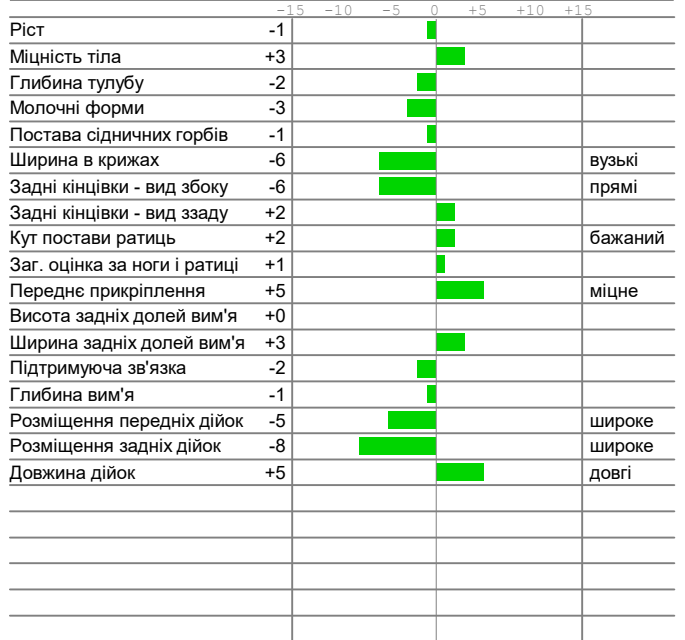 -15 -10 -5 0 +5 +10 +15
Ріст -1
Міцність тіла +3
Глибина тулубу -2
Молочні форми -3
Постава сідничних горбів -1
Ширина в крижах -6 вузькі
Задні кінцівки - вид збоку -6 прямі
Задні кінцівки - вид ззаду +2
Кут постави ратиць +2 бажаний
Заг. оцінка за ноги і ратиці +1
Переднє прикріплення +5 міцне
Висота задніх долей вим'я +0
Ширина задніх долей вим'я +3
Підтримуюча зв'язка -2
Глибина вим'я -1
Розміщення передніх дійок -5 широке
Розміщення задніх дійок -8 широке
Довжина дійок +5 довгі